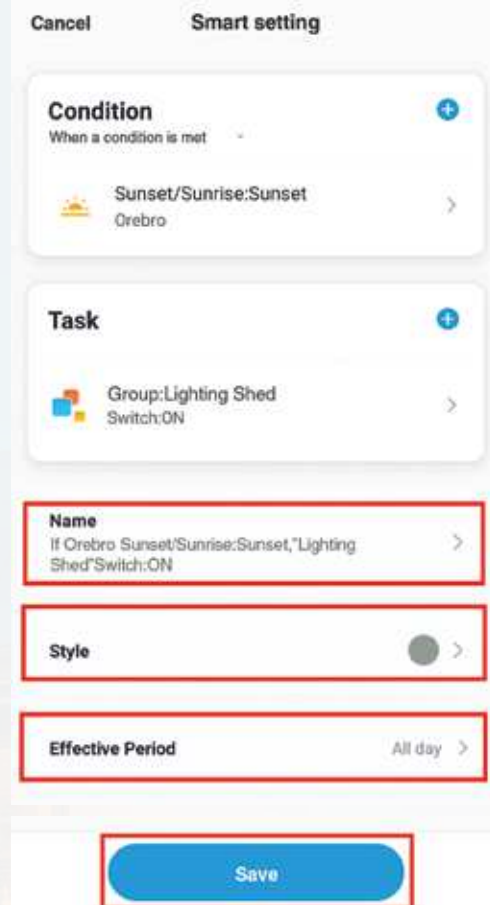 Cancel Smart setting
Condition
When a condition is met
Sunset/Sunrise:Sunset
Orebro
Task
Group:Lighting Shed
Switch:ON
Name
If Orebro Sunset/Sunrise:Sunset,"Lighting
Shed"Switch:ON
Style
Effective Period All day
Save